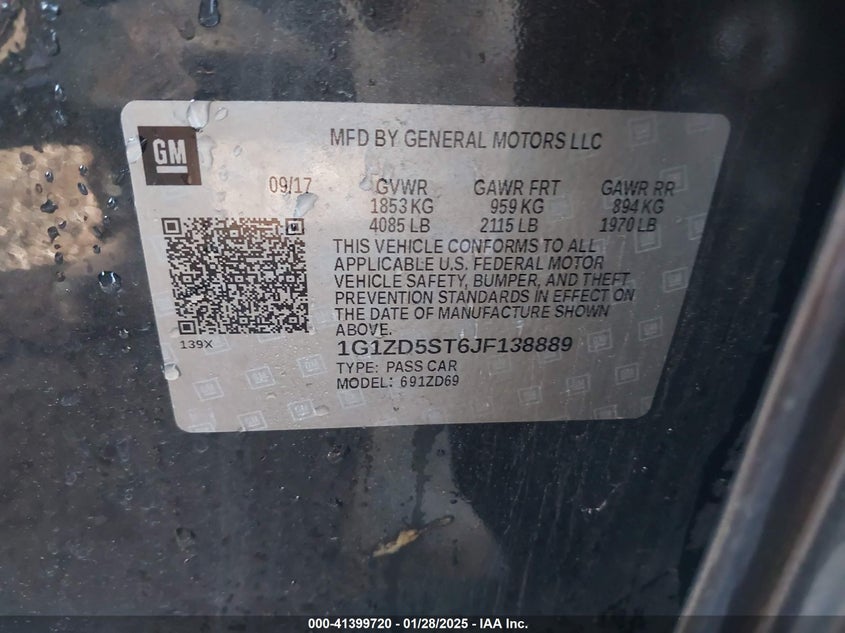 GM
MFD BY GENERAL MOTORS LLC
09/17 GVWR GAWR FRT GAWR RR
1853 KG 959 KG 894 KG
4085 LB 2115 LB 1970 LB
THIS VEHICLE CONFORMS TO ALL
APPLICABLE U.S. FEDERAL MOTOR
VEHICLE SAFETY, BUMPER, AND THEFT
PREVENTION STANDARDS IN EFFECT ON
THE DATE OF MANUFACTURE SHOWN
ABOVE.
139X
1G1ZD5ST6JF138889
TYPE: PASS CAR
MODEL: 691ZD69
000-41399720 | 01/28/2025 - IAA Inc.